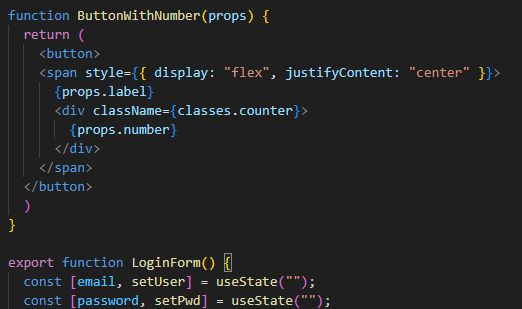 function ButtonWithNumber(props) {
  return (
    <button>
    <span style={{ display: "flex", justifyContent: "center" }}>
      {props.label}
      <div className={classes.counter}>
        {props.number}
      </div>
    </span>
  </button>
  )
}
export function LoginForm() {
  const [email, setUser] = useState("");
  const [password, setPwd] = useState("");